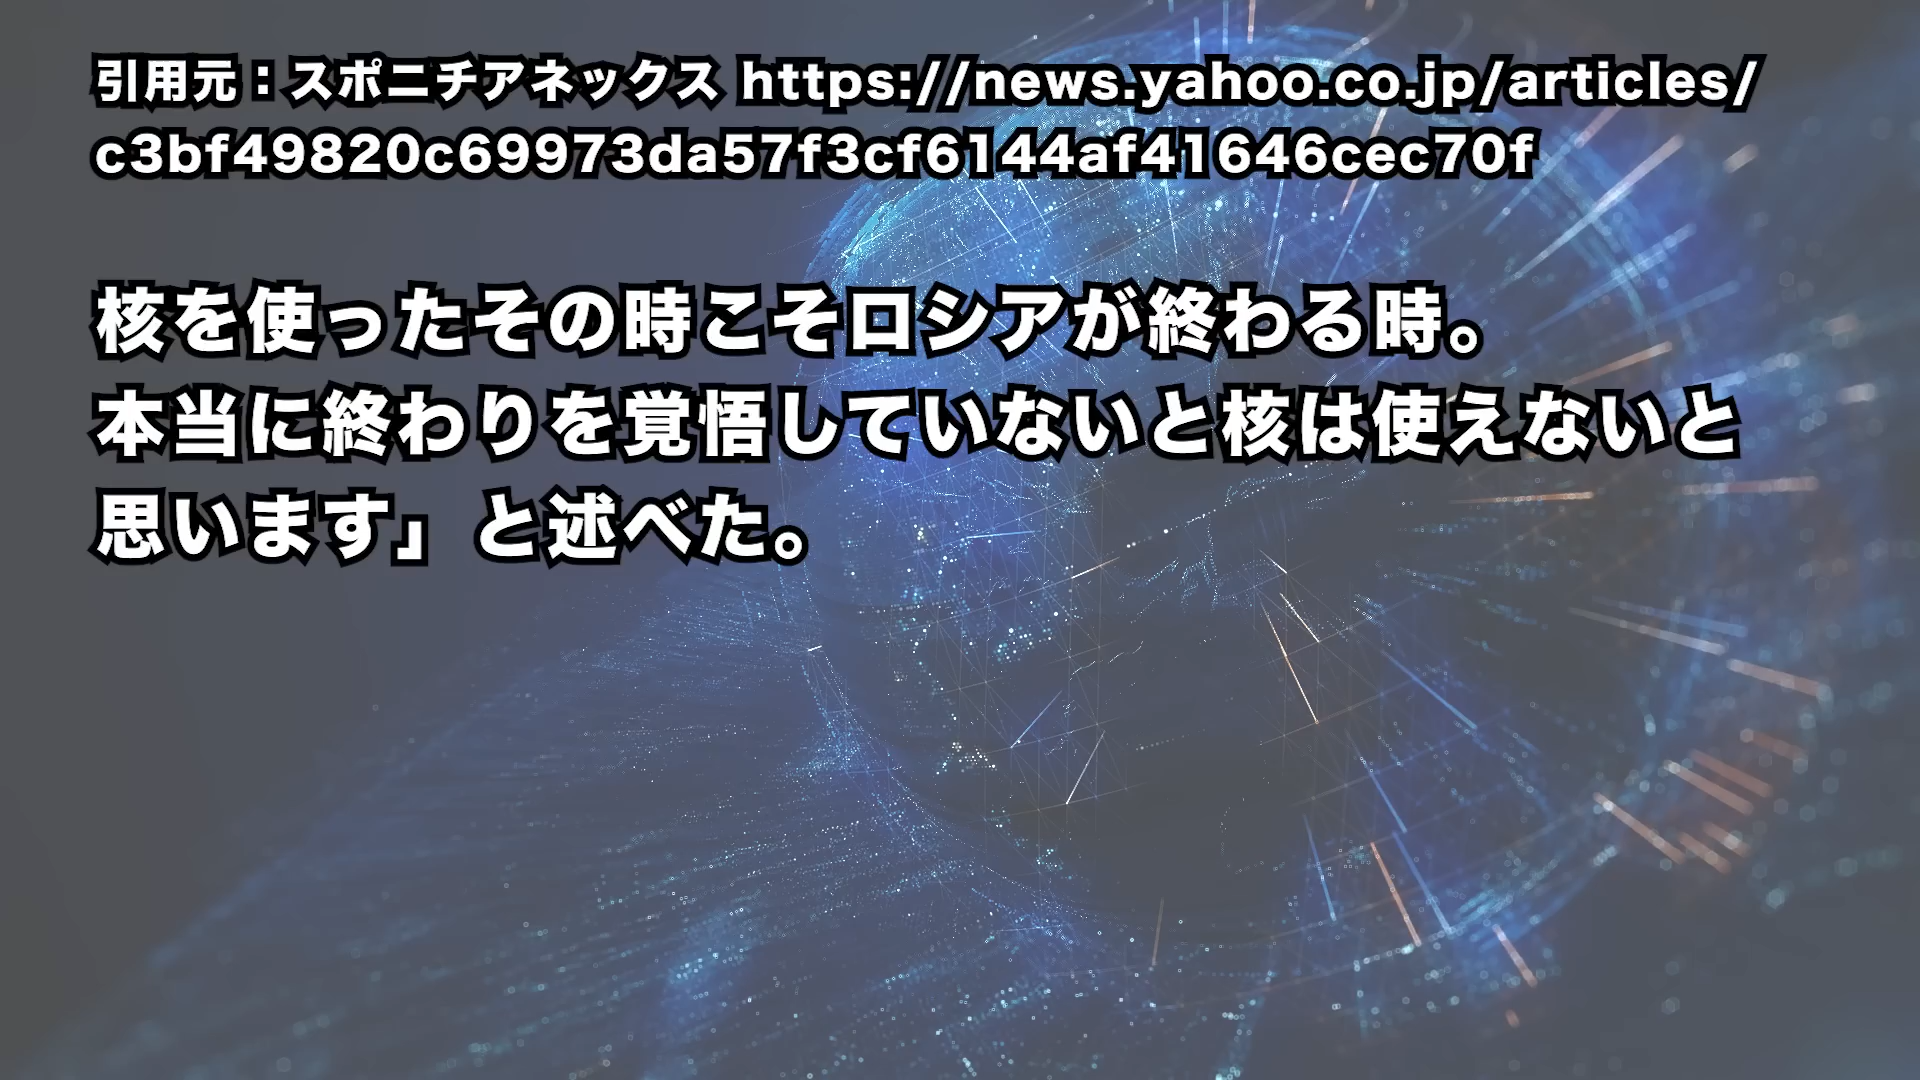 引用元：スポニチアネックス https://news.yahoo.co.jp/articles/
c3bf49820c69973da57f3cf6144af41646cec70f
核を使ったその時こそロシアが終わる時。
本当に終わりを覚悟していないと核は使えないと
思います」と述べた。